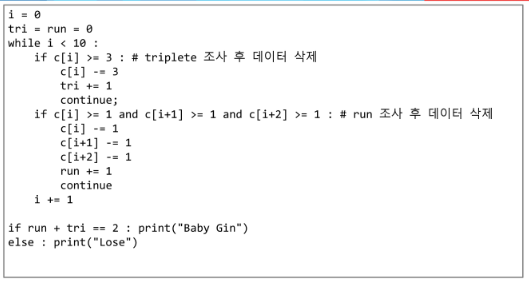 i = 0
tri = run = 0
while i < 10 :
    if c[i] >= 3 : # triplete 조사 후 데이터 삭제
        c[i] -= 3
        tri += 1
        continue;
    if c[i] >= 1 and c[i+1] >= 1 and c[i+2] >= 1 : # run 조사 후 데이터 삭제
        c[i] -= 1
        c[i+1] -= 1
        c[i+2] -= 1
        run += 1
        continue
    i += 1

if run + tri == 2 : print("Baby Gin")
else : print("Lose")